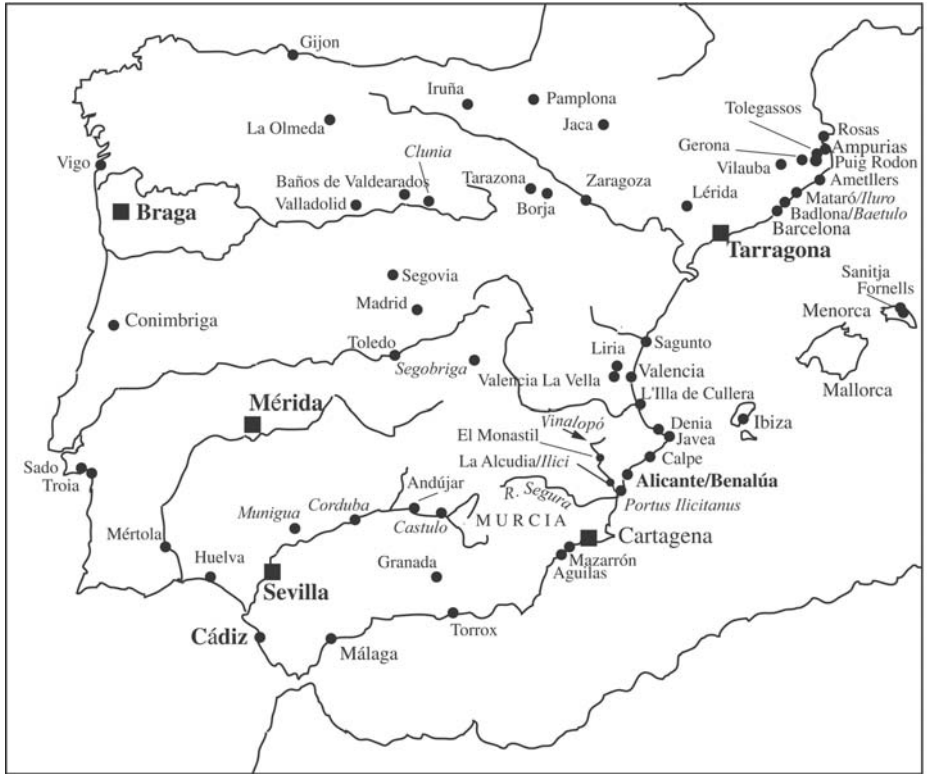 Gijon
Iruña
Pamplona
Tolegassos
Jaca
La Olmeda
Rosas
Gerona
Ampurias
Vigo
Clunia
Vilauba
Puig Rodon
Baños de Valdearados
Tarazona
Zaragoza
Ametllers
Valladolid
Borja
Lérida
Mataró/Iluro
Braga
Badlona/Baetulo
Barcelona
Tarragona
Segovia
Sanitja
Fornells
Madrid
Menorca
Conimbriga
Toledo
Sagunto
Liria
Segobriga
Valencia La Vella
Valencia
Mallorca
L'Illa de Cullera
Mérida
Vinalopó
Denia
Ibiza
El Monastil
Javea
Calpe
Sado
La Alcudia/Ilici
Troia
Andújar
Alicante/Benalúa
R. Segura
Portus Ilicitanus
Munigua
Corduba
Castulo
MURCIA
Cartagena
Mértola
Huelva
Granada
Mazarrón
Aguilas
Sevilla
Torrox
Cádiz
Málaga